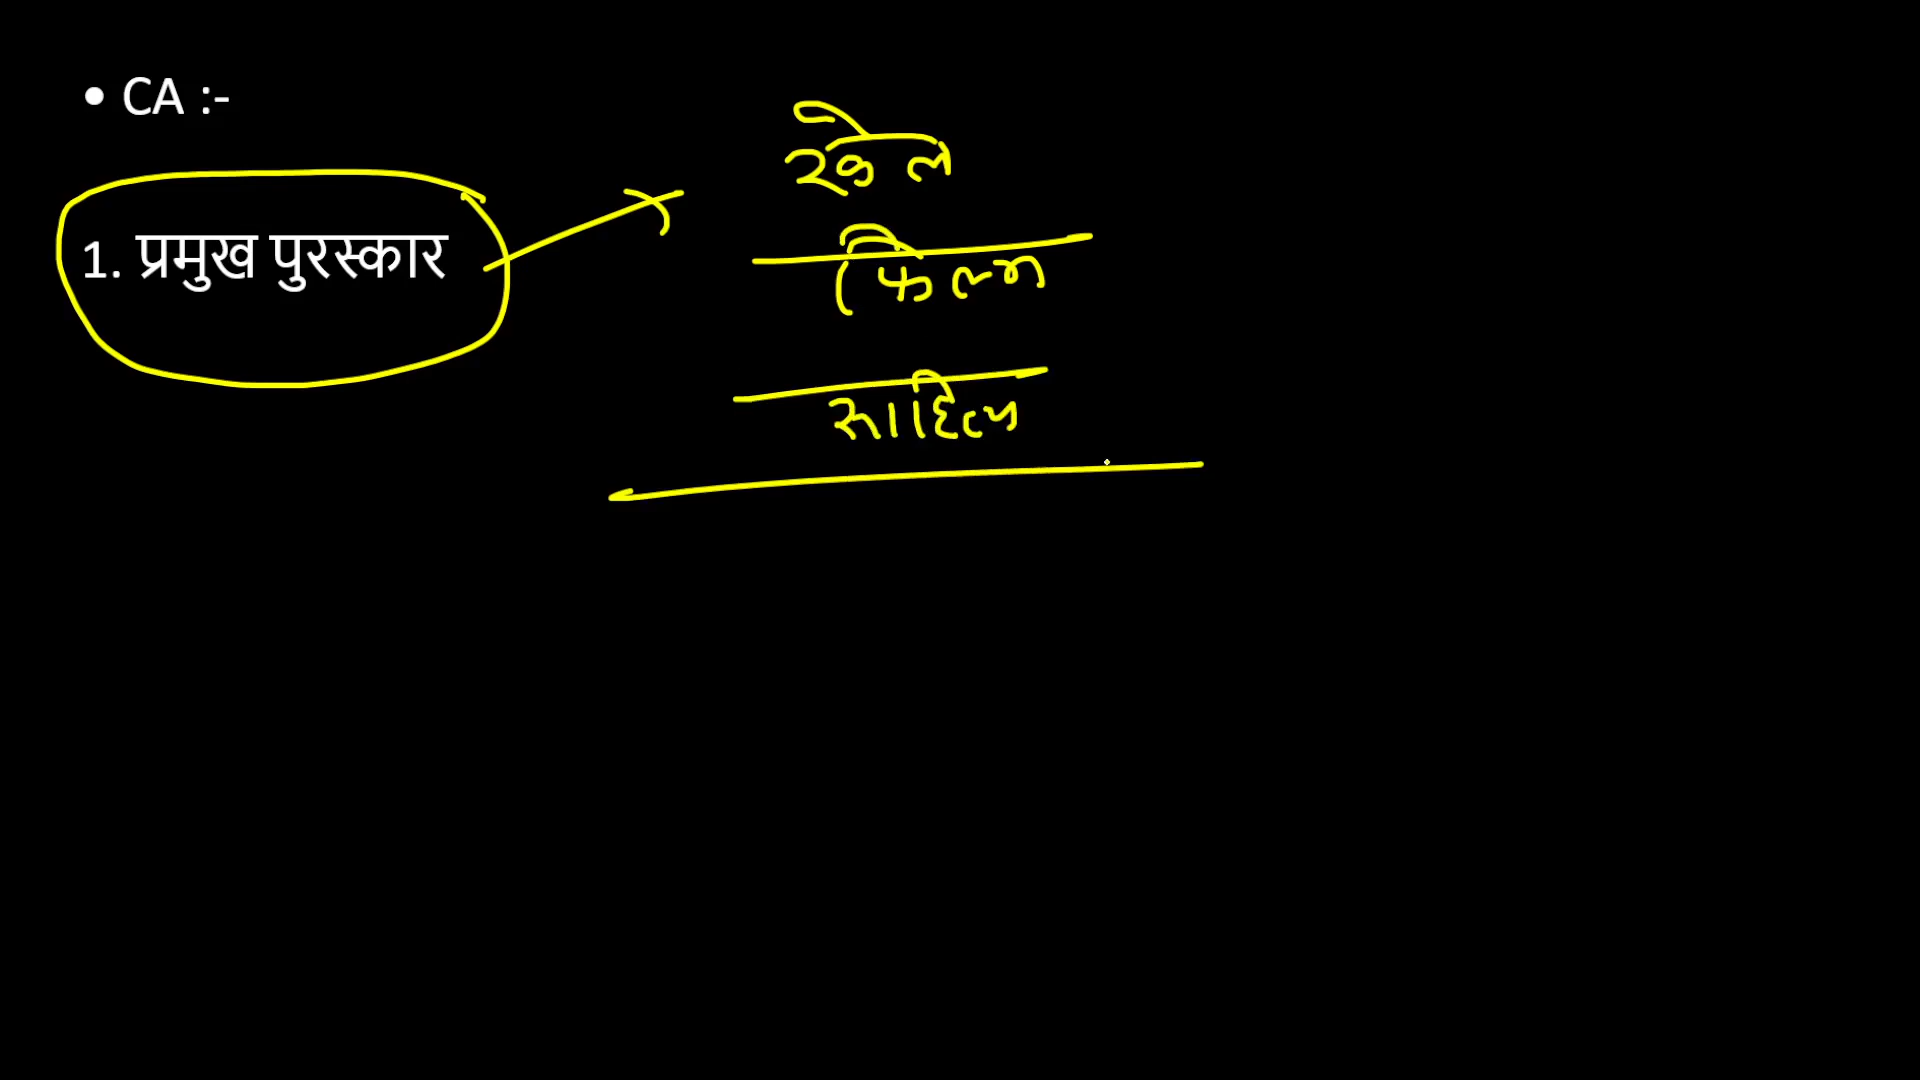 • CA :-
1. प्रमुख पुरस्कार
खेल
फिल्म
साहित्य